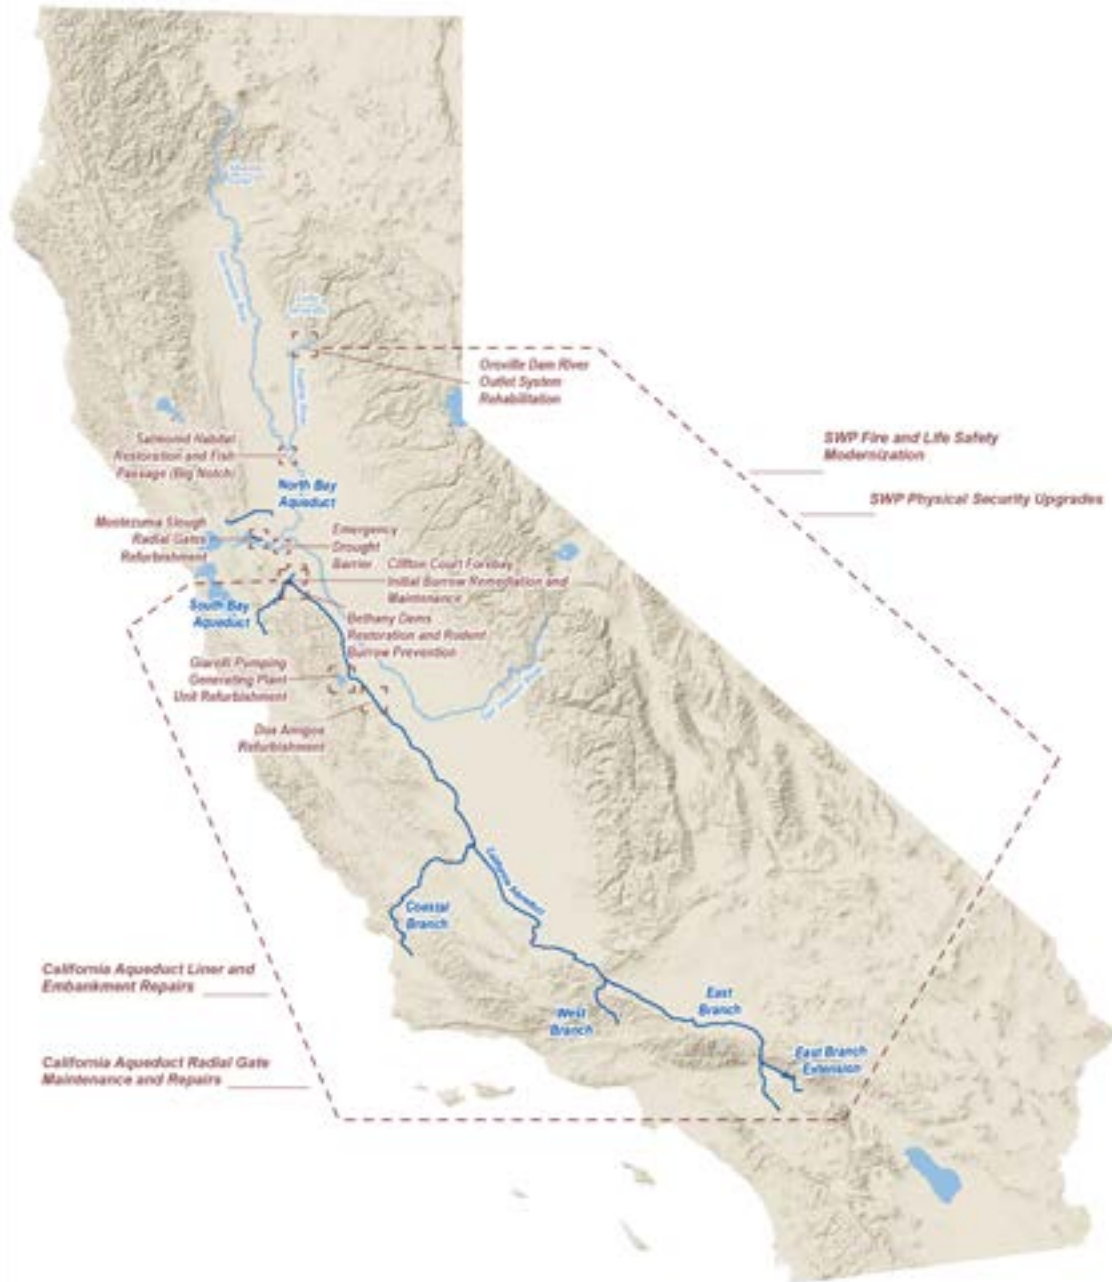 Oroville Dam River
Outlet System
Rehabilitation
SWP Fire and Life Safety
Modernization
SWP Physical Security Upgrades
Salmonid Habitat
Restoration and Fish
Passage (Big Notch)
North Bay
Aqueduct
Montezuma Slough
Radial Gates
Refurbishment
Emergency
Drought
Barrier
Clifton Court Forebay
Initial Burrow Remediation and
Maintenance
South Bay
Aqueduct
Bethany Dams
Restoration and Rodent
Burrow Prevention
Pumping
Generating Plant
Unit Refurbishment
Dos Amigos
Refurbishment
California Aqueduct
Coastal
Branch
California Aqueduct Liner and
Embankment Repairs
West
Branch
East
Branch
East Branch
Extension
California Aqueduct Radial Gate
Maintenance and Repairs